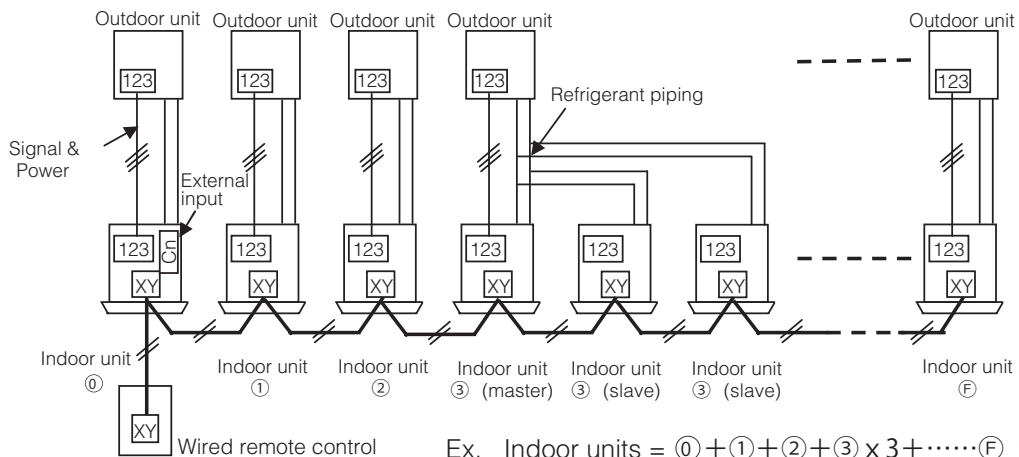 Outdoor unit Outdoor unit Outdoor unit Outdoor unit Outdoor unit
123 123 123 123 123
Refrigerant piping
Signal &
Power
External
input
Cn
123 123 123 123 123 123 123
XY XY XY XY XY XY XY
Indoor unit Indoor unit Indoor unit Indoor unit Indoor unit Indoor unit Indoor unit
⓪ ① ② ③ (master) ③ (slave) ③ (slave) Ⓕ
XY
Wired remote control
Ex. Indoor units = ⓪+①+②+③ x 3+⋯⋯Ⓕ